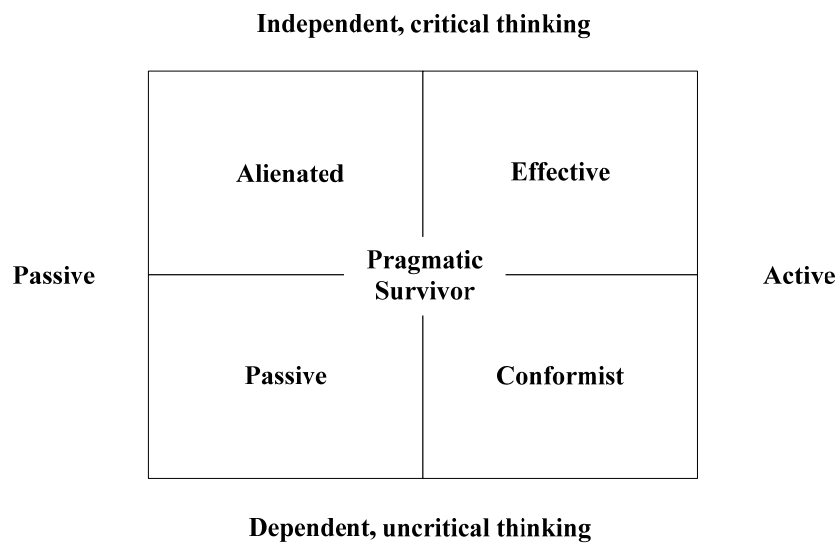 Independent, critical thinking
Alienated
Effective
Passive
Pragmatic
Survivor
Active
Passive
Conformist
Dependent, uncritical thinking